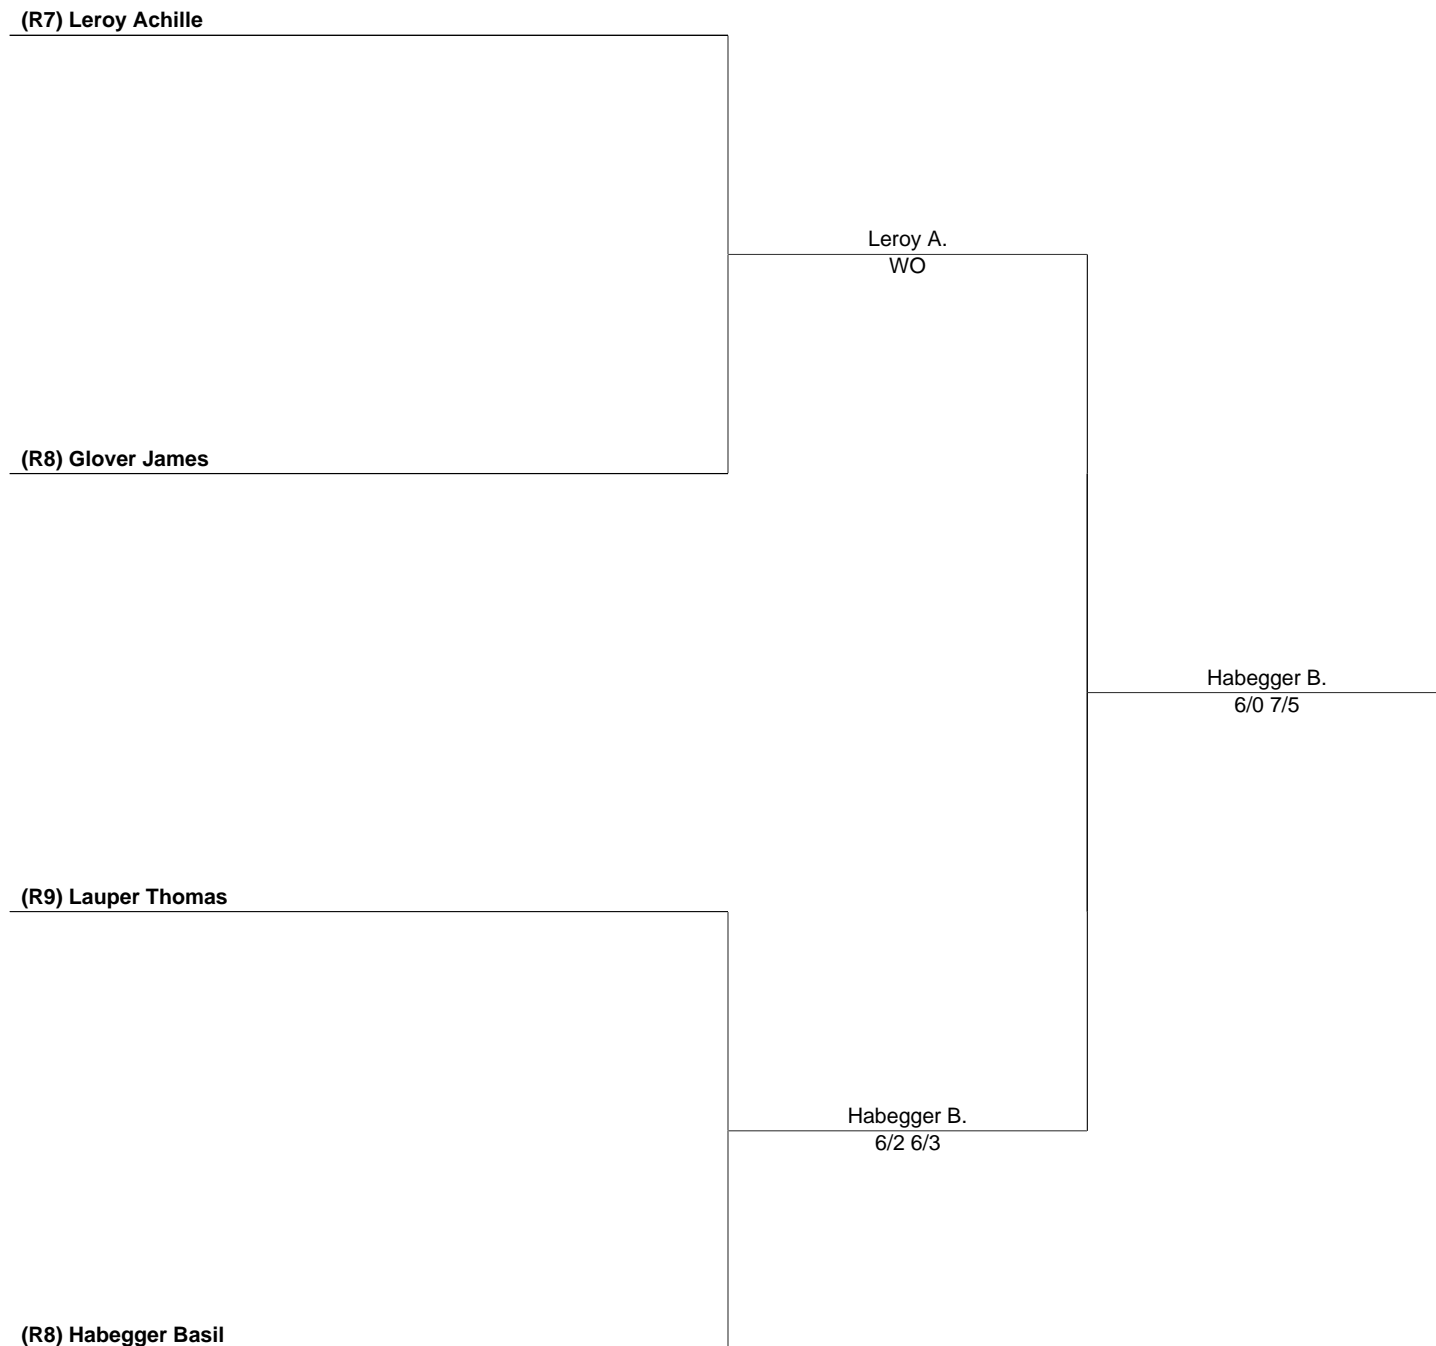 (R7) Leroy Achille
Leroy A.
WO
(R8) Glover James
Habegger B.
6/0 7/5
(R9) Lauper Thomas
Habegger B.
6/2 6/3
(R8) Habegger Basil